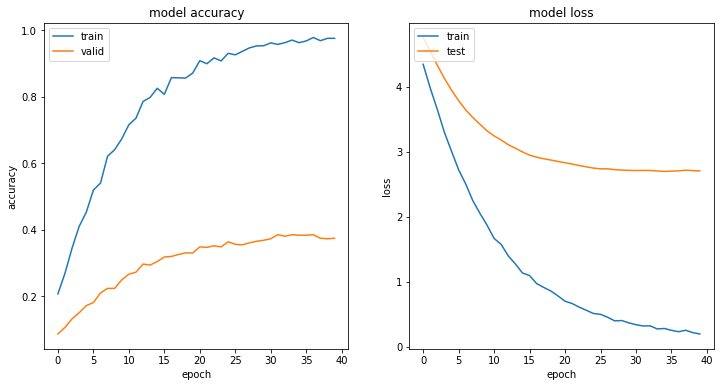 model accuracy
train
valid
1.0
0.8
0.6
0.4
0.2
accuracy
0 5 10 15 20 25 30 35 40
epoch
model loss
train
test
4
3
2
1
0
loss
0 5 10 15 20 25 30 35 40
epoch